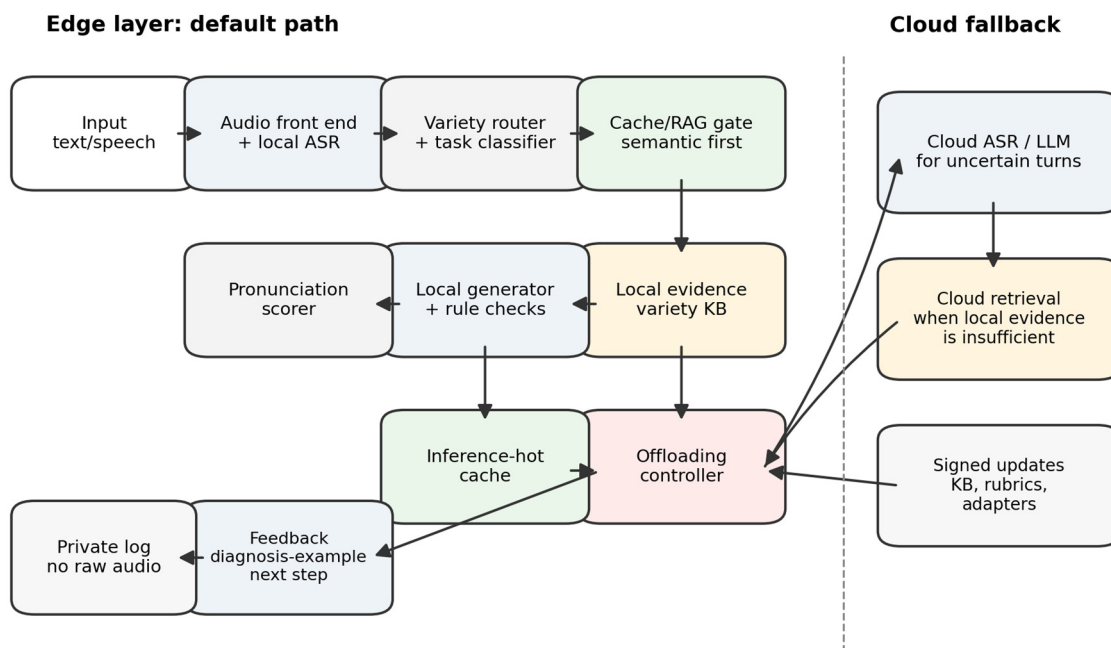 Edge layer: default path
Cloud fallback
Input
text/speech
Audio front end
+ local ASR
Variety router
+ task classifier
Cache/RAG gate
semantic first
Cloud ASR / LLM
for uncertain turns
Pronunciation
scorer
Local generator
+ rule checks
Local evidence
variety KB
Cloud retrieval
when local evidence
is insufficient
Inference-hot
cache
Offloading
controller
Signed updates
KB, rubrics,
adapters
Private log
no raw audio
Feedback
diagnosis-example
next step